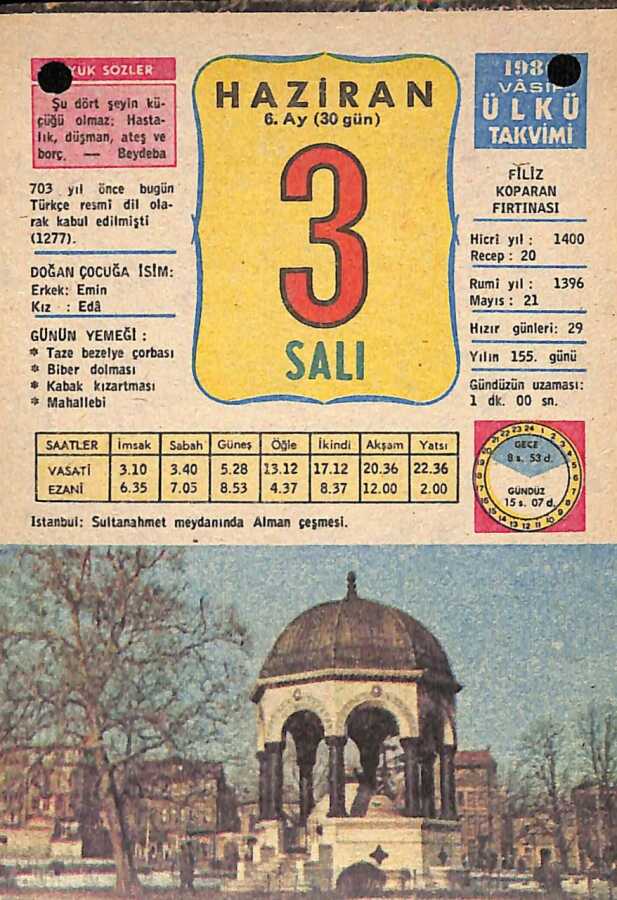 YÜK SÖZLER
Şu dört şeyin kü-
çüğü olmaz: Hasta-
lık, düşman, ateş ve
borç. — Beydeba
703 yıl önce bugün
Türkçe resmî dil ola-
rak kabul edilmişti
(1277).
DOĞAN ÇOCUĞA İSİM:
Erkek: Emin
Kız : Edâ
GÜNÜN YEMEĞİ :
* Taze bezelye çorbası
* Biber dolması
* Kabak kızartması
* Mahallebi
HAZİRAN
6. Ay (30 gün)
3
SALI
198
VÂSIF
ÜLKÜ
TAKVİMİ
FİLİZ
KOPARAN
FIRTINASI
Hicrî yıl : 1400
Recep : 20
Rumî yıl : 1396
Mayıs : 21
Hızır günleri: 29
Yılın 155. günü
Gündüzün uzaması:
1 dk. 00 sn.
SAATLER İmsak Sabah Güneş Öğle İkindi Akşam Yatsı
VASATİ 3.10 3.40 5.28 13.12 17.12 20.36 22.36
EZANİ 6.35 7.05 8.53 4.37 8.37 12.00 2.00
GECE
8 s. 53 d.
GÜNDÜZ
15 s. 07 d.
İstanbul: Sultanahmet meydanında Alman çeşmesi.